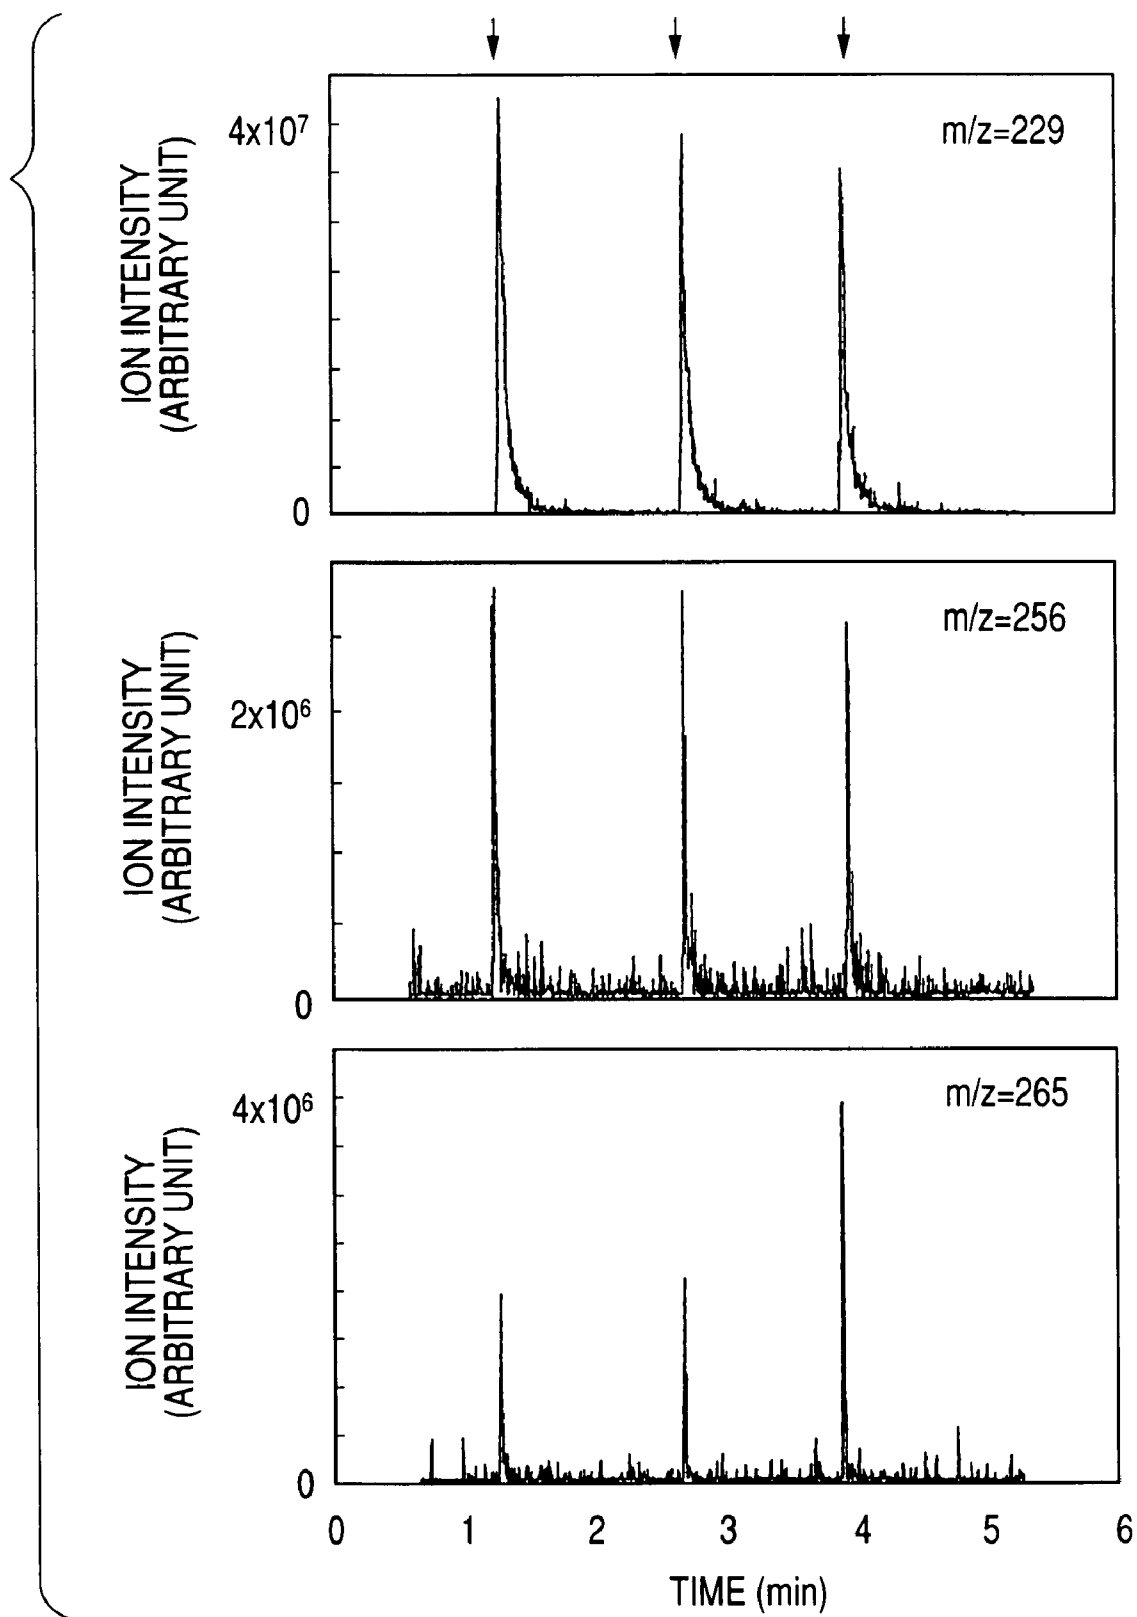 m/z=229
4x10⁷
ION INTENSITY
(ARBITRARY UNIT)
0
m/z=256
2x10⁶
ION INTENSITY
(ARBITRARY UNIT)
0
m/z=265
4x10⁶
ION INTENSITY
(ARBITRARY UNIT)
0
0 1 2 3 4 5 6
TIME (min)